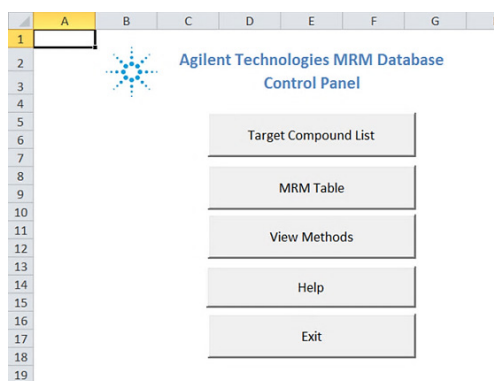 A B C D E F G
1
2
3
4
5
6
7
8
9
10
11
12
13
14
15
16
17
18
19
Agilent Technologies MRM Database
Control Panel
Target Compound List
MRM Table
View Methods
Help
Exit